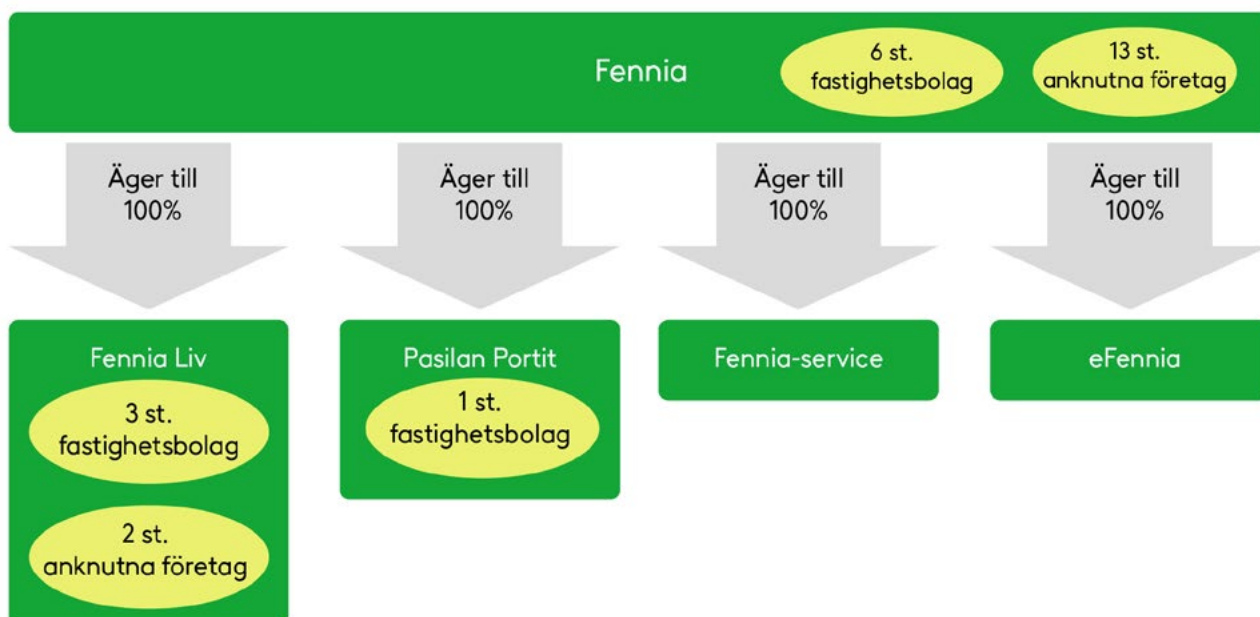 Fennia
6 st.
fastighetsbolag
13 st.
anknutna företag
Äger till
100%
Äger till
100%
Äger till
100%
Äger till
100%
Fennia Liv
3 st.
fastighetsbolag
2 st.
anknutna företag
Pasilan Portit
1 st.
fastighetsbolag
Fennia-service
eFennia